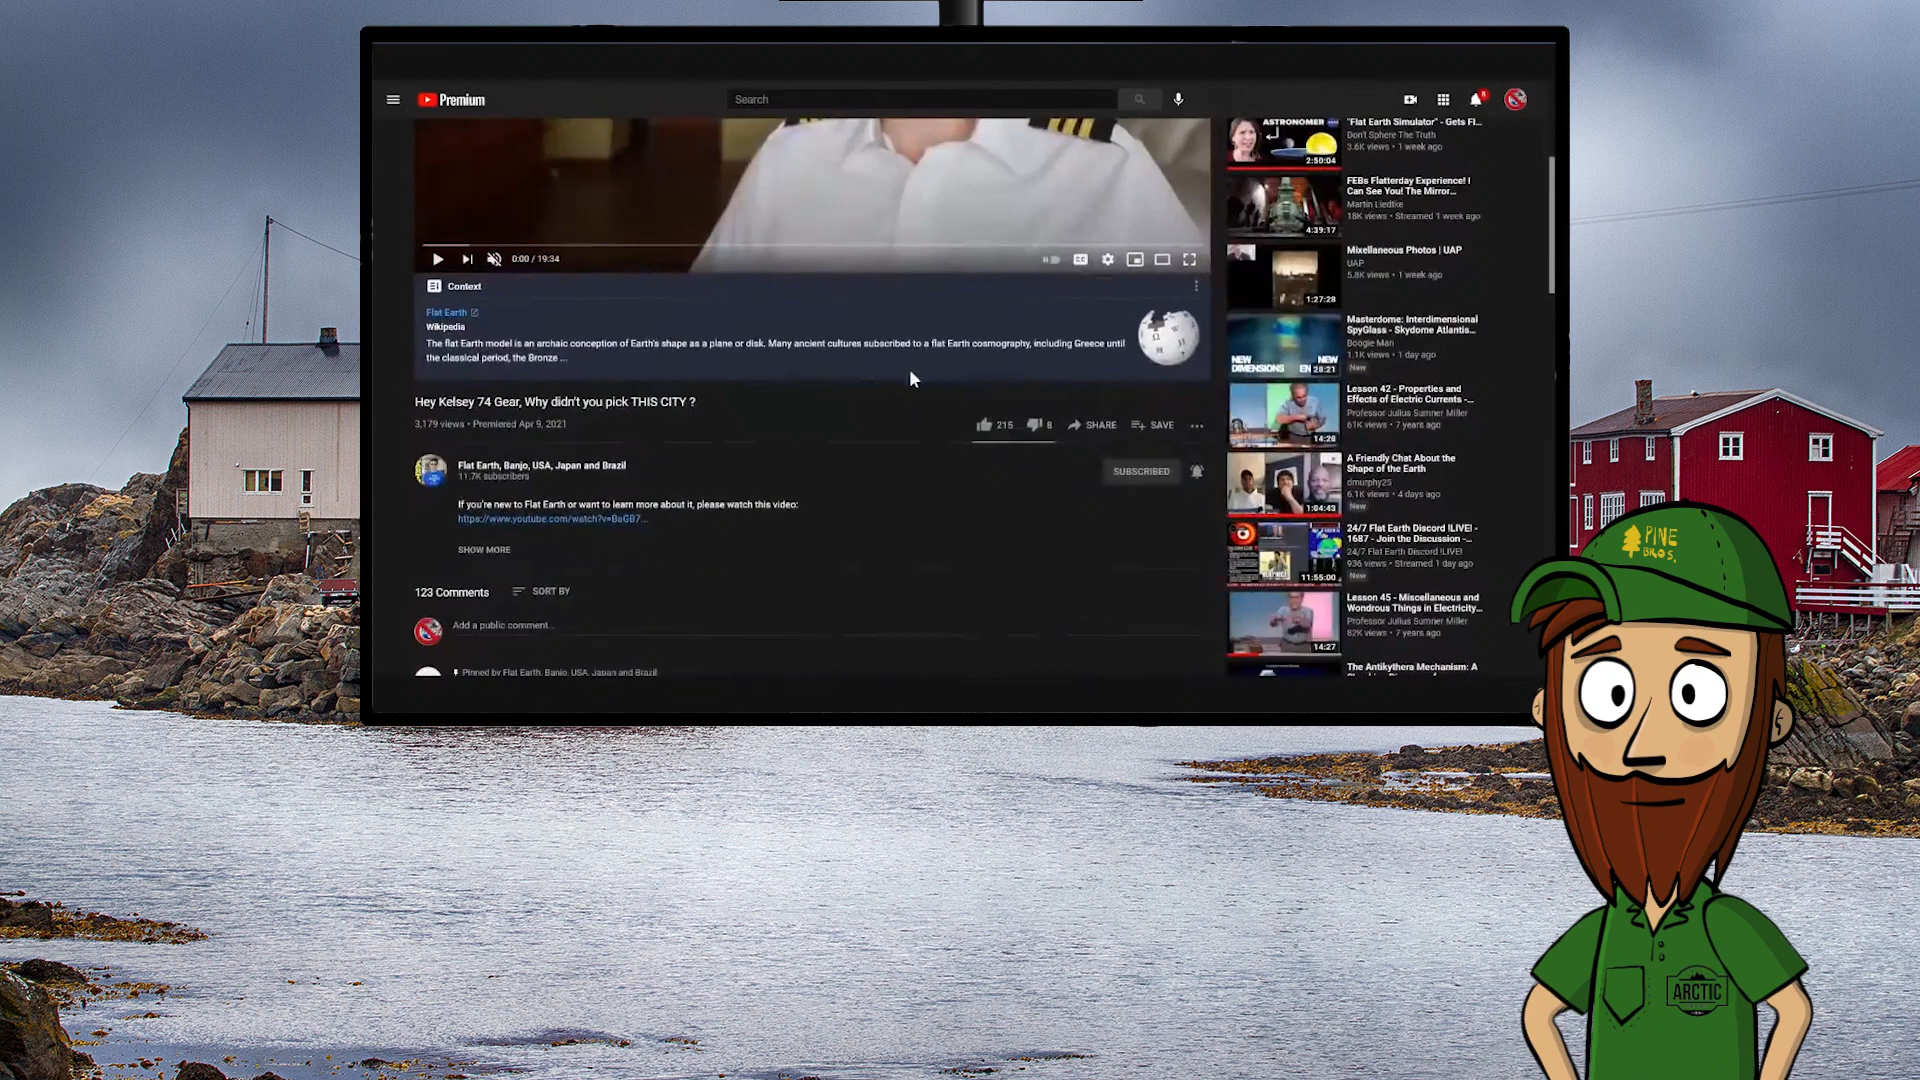 Premium
Search
8
0:00 / 19:34
CC
Context
Flat Earth
Wikipedia
The flat Earth model is an archaic conception of Earth's shape as a plane or disk. Many ancient cultures subscribed to a flat Earth cosmography, including Greece until
the classical period, the Bronze ...
Hey Kelsey 74 Gear, Why didn't you pick THIS CITY ?
3,179 views • Premiered Apr 9, 2021
215
8
SHARE
SAVE
Flat Earth, Banjo, USA, Japan and Brazil
11.7K subscribers
SUBSCRIBED
If you're new to Flat Earth or want to learn more about it, please watch this video:
https://www.youtube.com/watch?v=BaGB7...
SHOW MORE
123 Comments
SORT BY
Add a public comment...
Pinned by Flat Earth, Banjo, USA, Japan and Brazil
ASTRONOMER
2:50:04
"Flat Earth Simulator" - Gets Fl...
Don't Sphere The Truth
3.6K views • 1 week ago
4:39:17
FEBs Flatterday Experience! I
Can See You! The Mirror...
Martin Liedtke
18K views • Streamed 1 week ago
1:27:28
Mixellaneous Photos | UAP
UAP
5.8K views • 1 week ago
NEW
DIMENSIONS
NEW
28:21
Masterdome: Interdimensional
SpyGlass - Skydome Atlantis...
Boogie Man
1.1K views • 1 day ago
New
14:28
Lesson 42 - Properties and
Effects of Electric Currents -...
Professor Julius Sumner Miller
61K views • 7 years ago
1:04:43
A Friendly Chat About the
Shape of the Earth
dmurphy25
6.1K views • 4 days ago
New
11:55:00
24/7 Flat Earth Discord !LIVE! -
1687 - Join the Discussion -...
24/7 Flat Earth Discord !LIVE!
936 views • Streamed 1 day ago
New
14:27
Lesson 45 - Miscellaneous and
Wondrous Things in Electricity...
Professor Julius Sumner Miller
82K views • 7 years ago
The Antikythera Mechanism: A
PINE
BROS.
ARCTIC